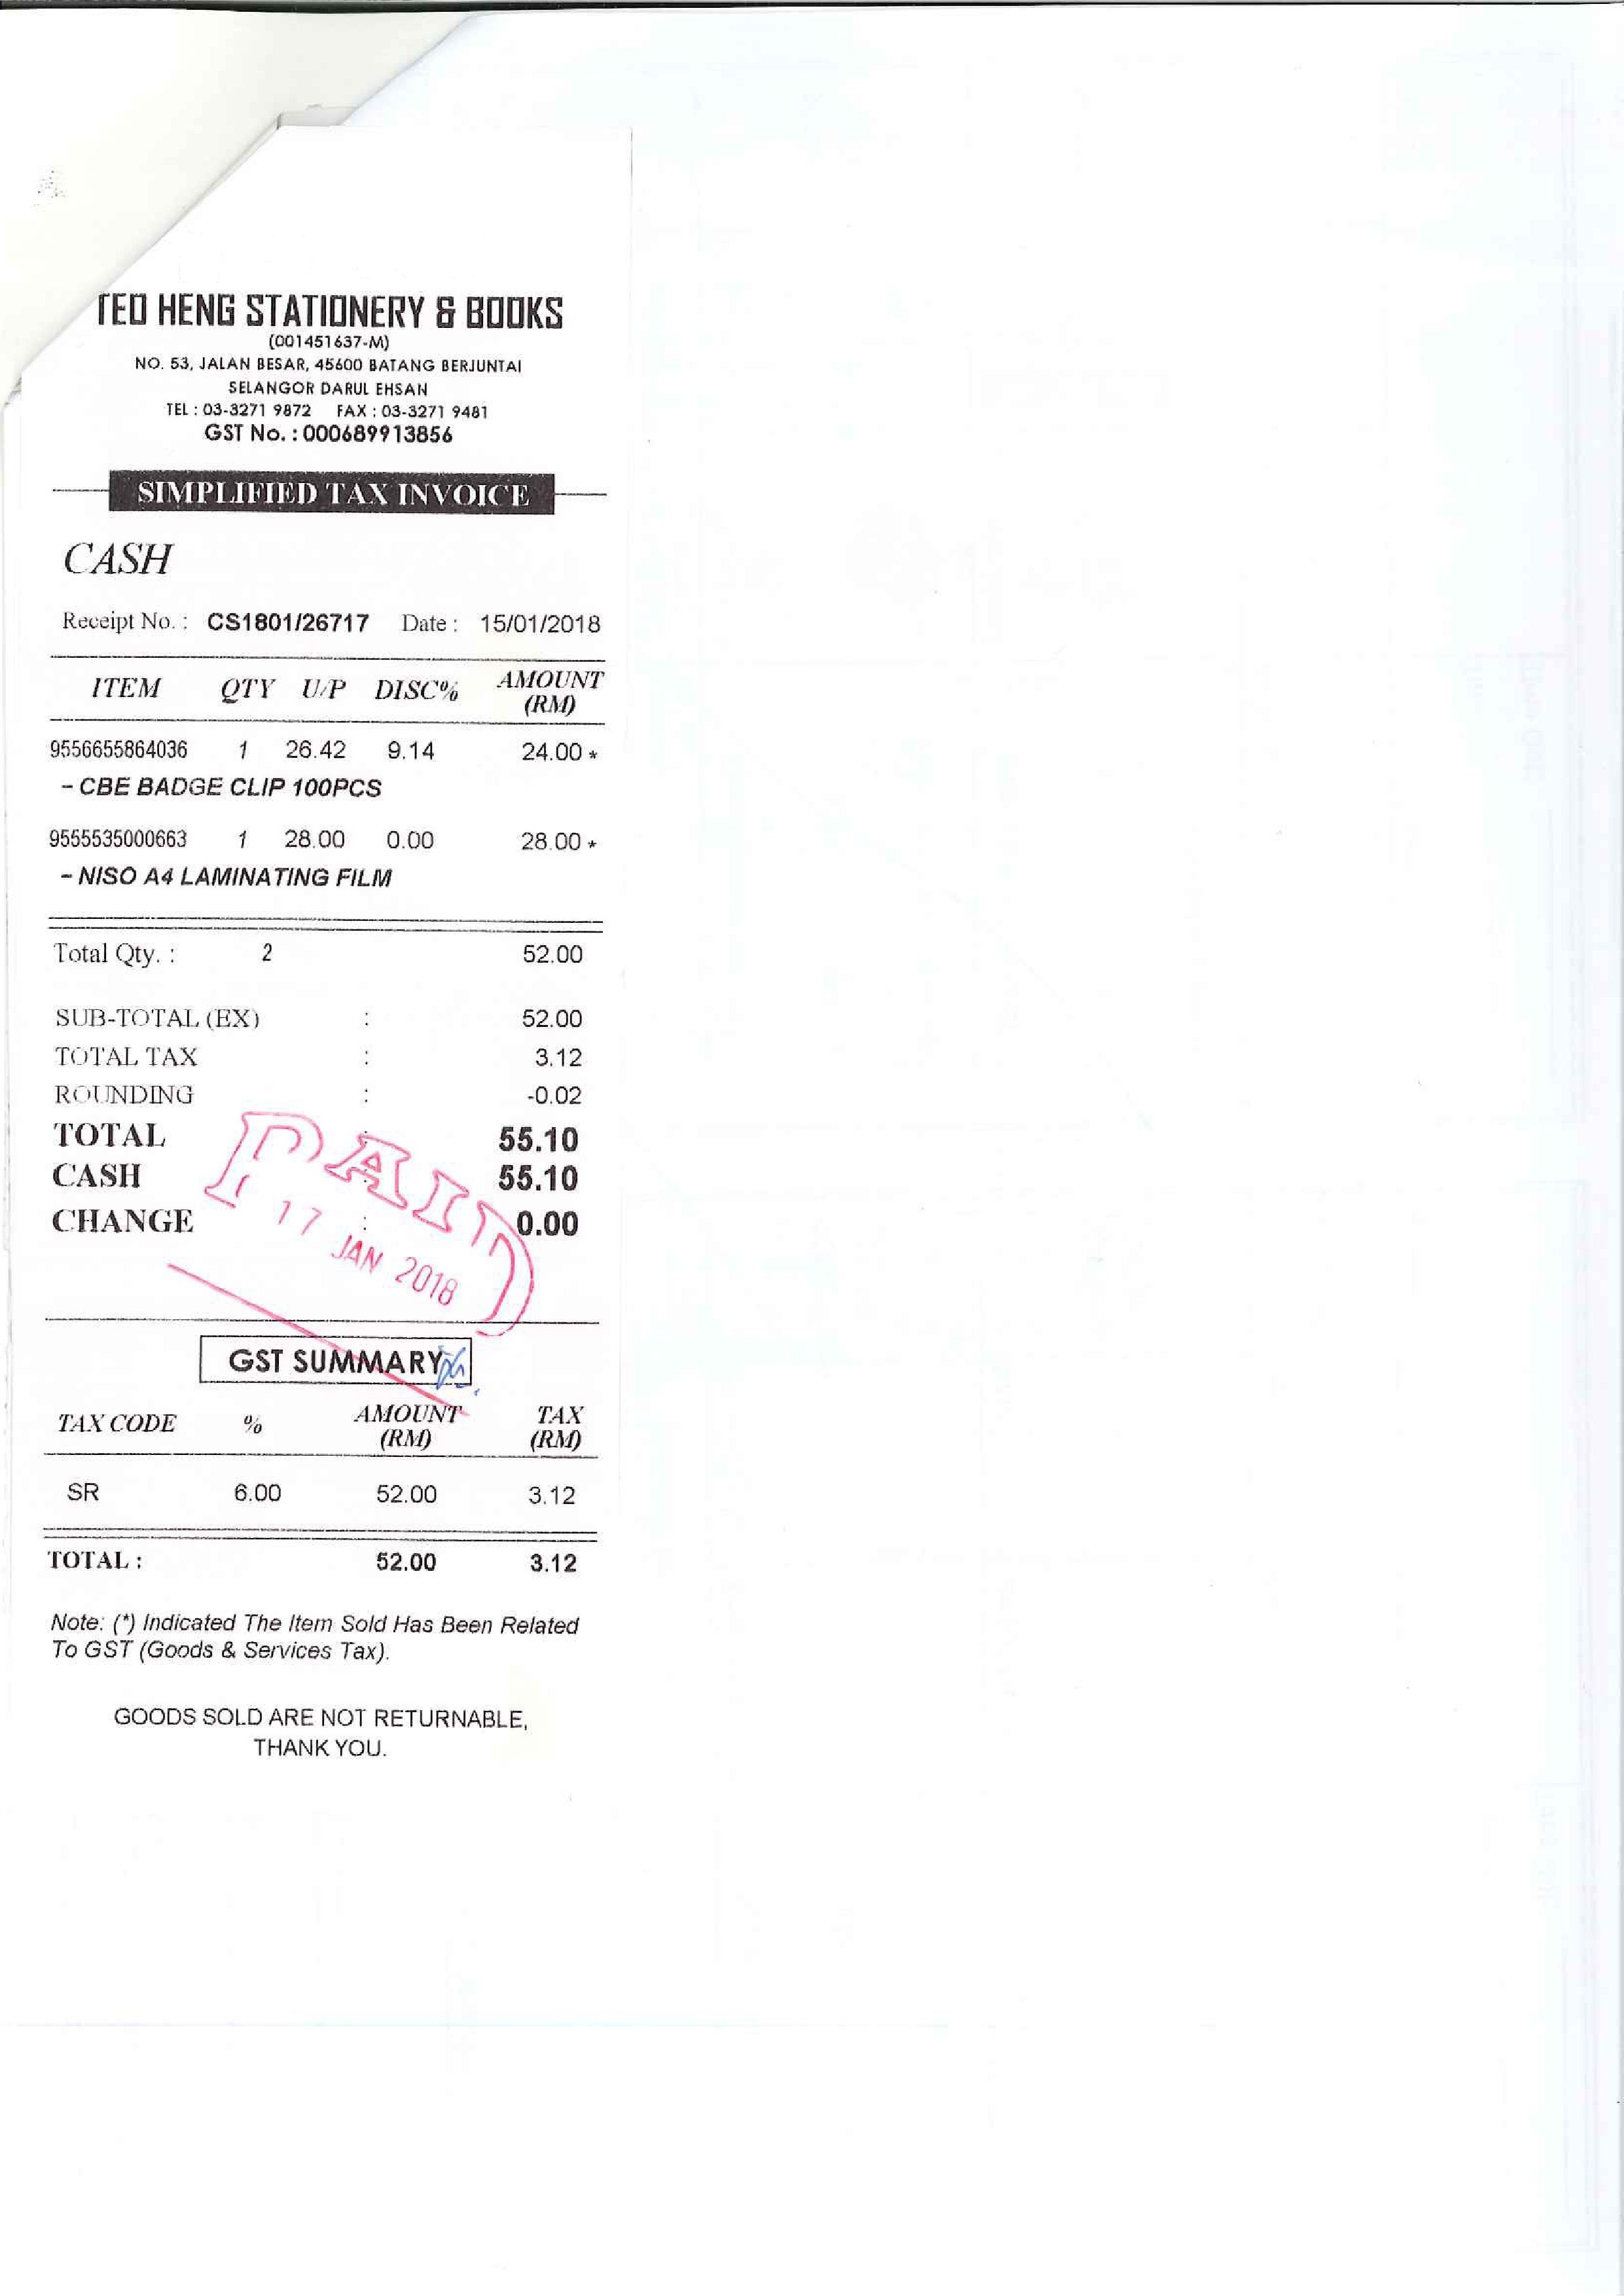 TEO HENG STATIONERY & BOOKS
(001451637-M)
NO. 53, JALAN BESAR, 45600 BATANG BERJUNTAI
SELANGOR DARUL EHSAN
TEL : 03-3271 9872 FAX : 03-3271 9481
GST No. : 000689913856
SIMPLIFIED TAX INVOICE
CASH
Receipt No. : CS1801/26717 Date : 15/01/2018
ITEM QTY U/P DISC% AMOUNT (RM)
9556655864036 1 26.42 9.14 24.00 *
- CBE BADGE CLIP 100PCS
9555535000663 1 28.00 0.00 28.00 *
- NISO A4 LAMINATING FILM
Total Qty. : 2 52.00
SUB-TOTAL (EX) : 52.00
TOTAL TAX : 3.12
ROUNDING : -0.02
TOTAL : 55.10
CASH : 55.10
CHANGE : 0.00
PAID
17 JAN 2018
GST SUMMARY
TAX CODE % AMOUNT (RM) TAX (RM)
SR 6.00 52.00 3.12
TOTAL : 52.00 3.12
Note: (*) Indicated The Item Sold Has Been Related
To GST (Goods & Services Tax).
GOODS SOLD ARE NOT RETURNABLE,
THANK YOU.